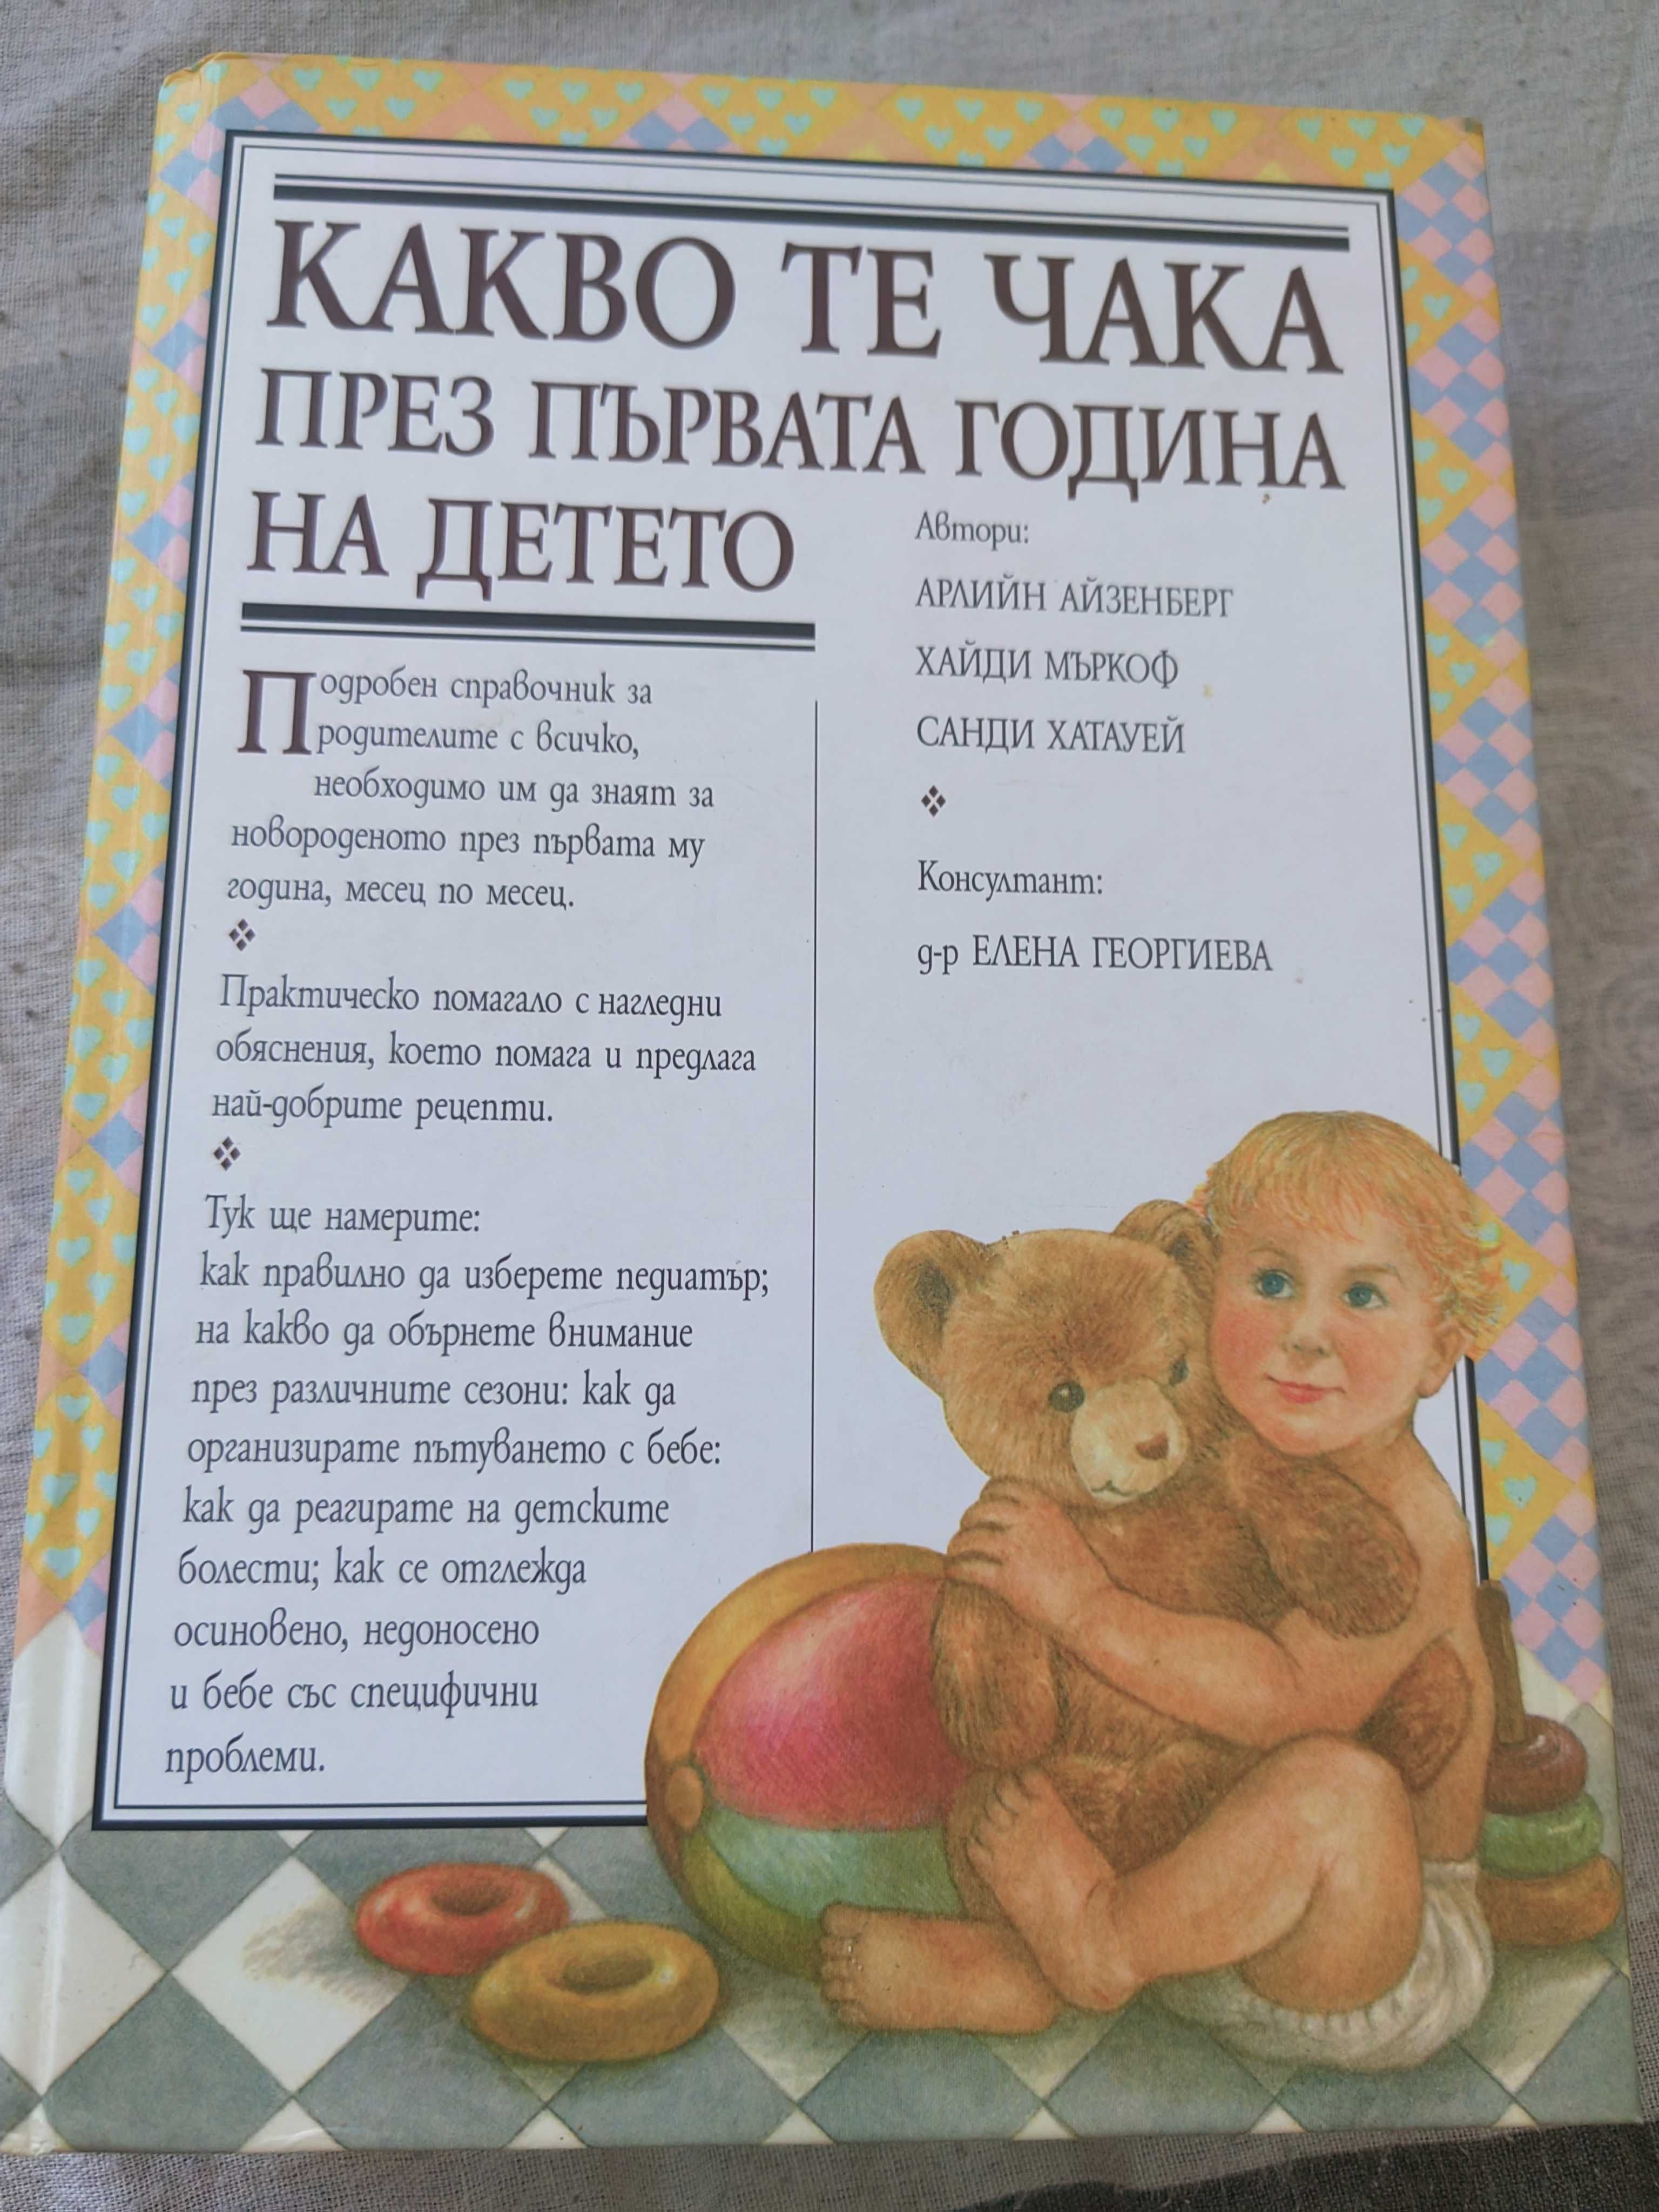 КАКВО ТЕ ЧАКА
ПРЕЗ ПЪРВАТА ГОДИНА
НА ДЕТЕТО
Автори:
АРЛИЙН АЙЗЕНБЕРГ
ХАЙДИ МЪРКОФ
САНДИ ХАТАУЕЙ
Консултант:
д-р ЕЛЕНА ГЕОРГИЕВА
Подробен справочник за
родителите с всичко,
необходимо им да знаят за
новороденото през първата му
година, месец по месец.
Практическо помагало с нагледни
обяснения, което помага и предлага
най-добрите рецепти.
Тук ще намерите:
как правилно да изберете педиатър;
на какво да обърнете внимание
през различните сезони: как да
организирате пътуването с бебе:
как да реагирате на детските
болести; как се отглежда
осиновено, недоносено
и бебе със специфични
проблеми.